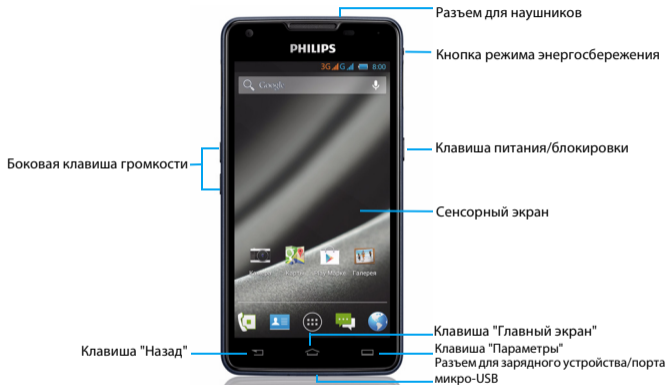 Разъем для наушников
PHILIPS
Кнопка режима энергосбережения
3G G 8:00
Google
Клавиша питания/блокировки
Боковая клавиша громкости
Сенсорный экран
Галерея
Клавиша "Главный экран"
Клавиша "Назад"
Клавиша "Параметры"
Разъем для зарядного устройства/порта
микро-USB